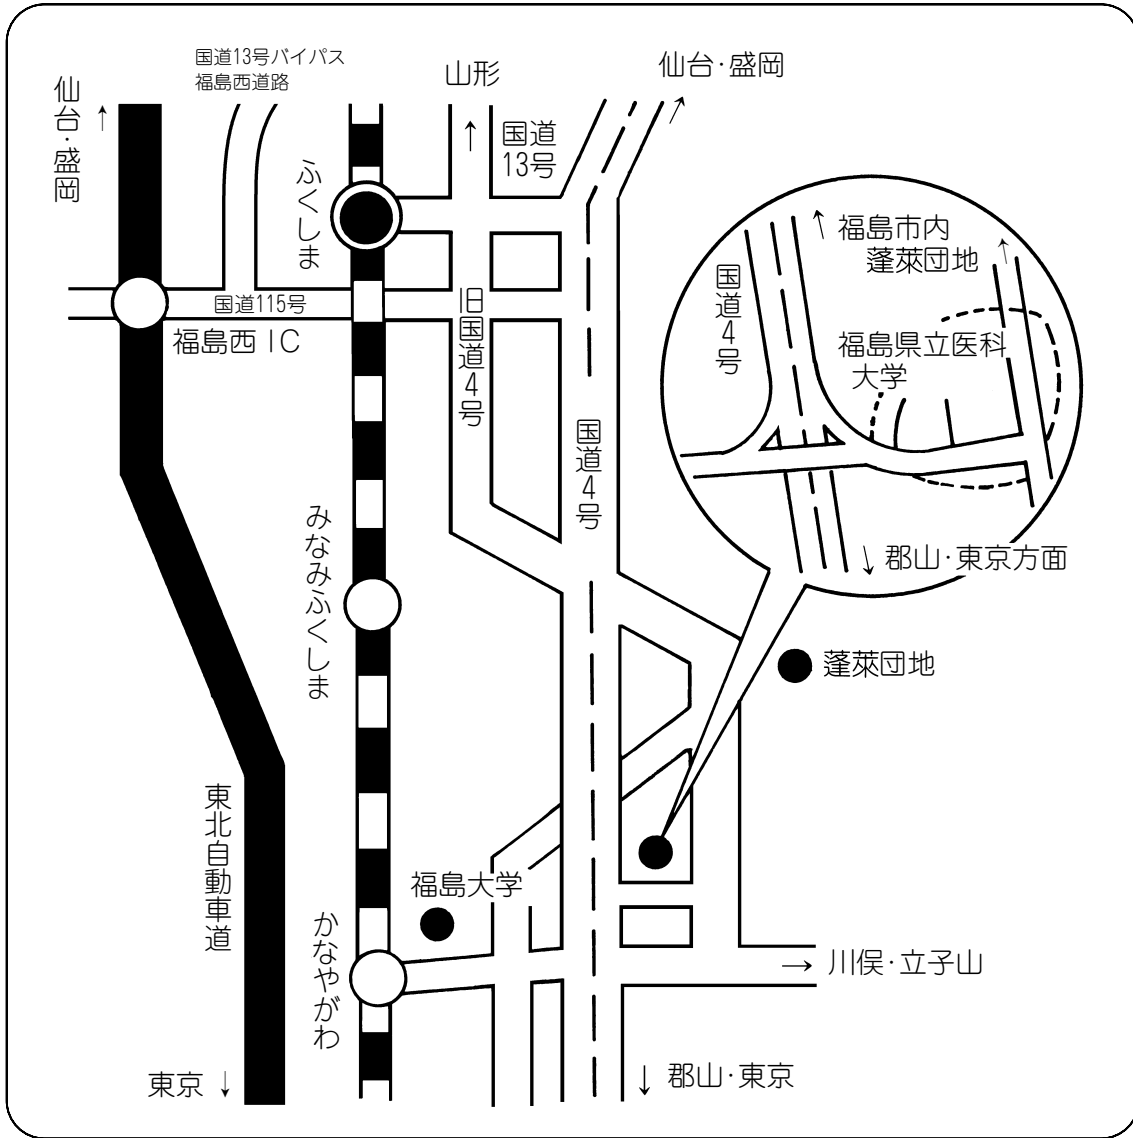 国道13号バイパス
福島西道路
仙台・盛岡
↑
山形
↑
国道
13号
仙台・盛岡
↑
ふくしま
国道115号
福島西IC
旧国道4号
国道4号
みなみふくしま
東北自動車道
福島大学
かなやがわ
東京 ↓
↓ 郡山・東京
→ 川俣・立子山
蓬萊団地
↑ 福島市内
蓬萊団地 ↑
国道4号
福島県立医科
大学
↓ 郡山・東京方面